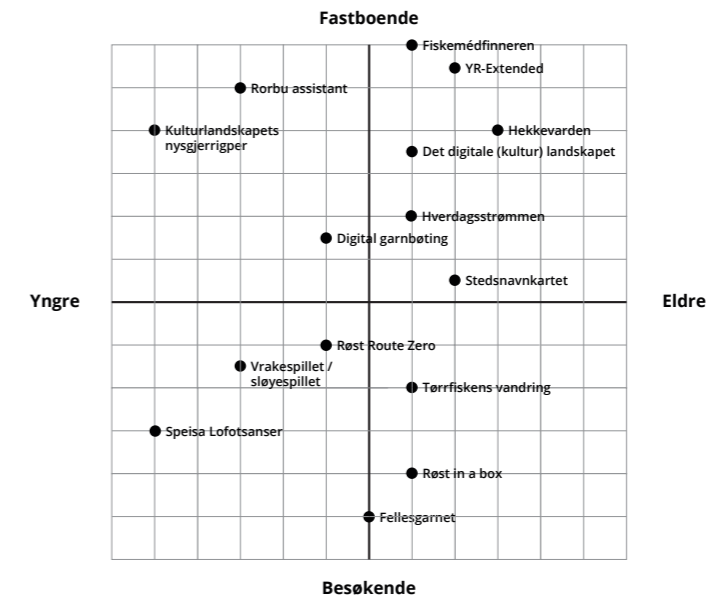 Fastboende
Fiskemédfinneren
YR-Extended
Rorbu assistant
Kulturlandskapets
nysgjerrigper
Hekkevarden
Det digitale (kultur) landskapet
Hverdagsstrømmen
Digital garnbøting
Stedsnavnkartet
Yngre
Eldre
Røst Route Zero
Vrakespillet /
sløyespillet
Tørrfiskens vandring
Speisa Lofotsanser
Røst in a box
Fellesgarnet
Besøkende